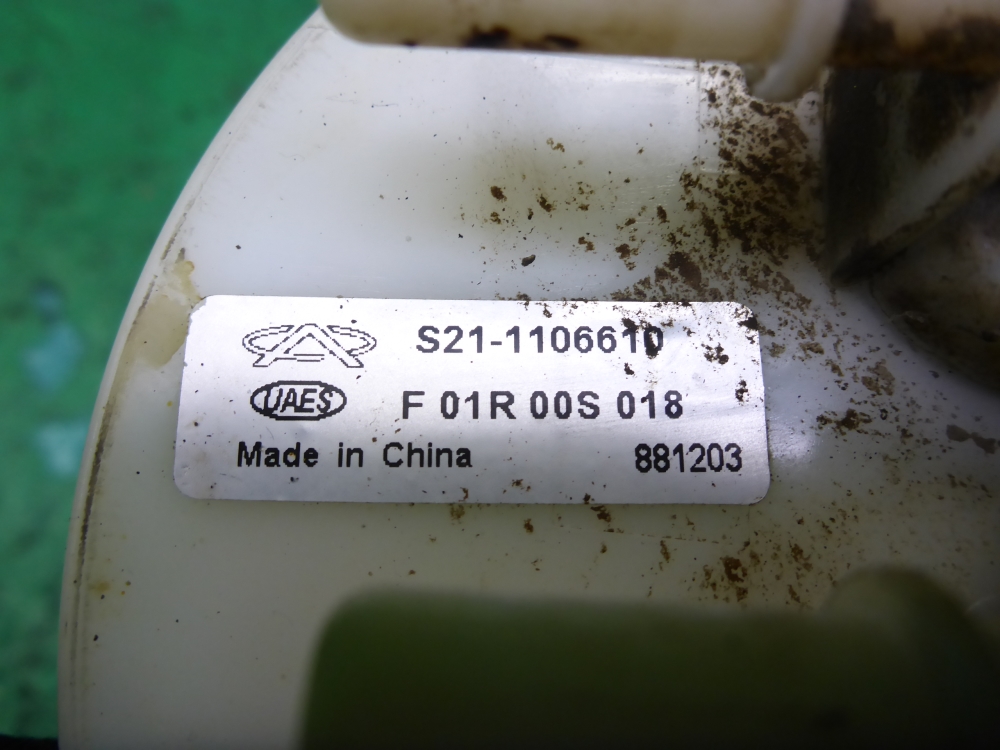 S21-1106610
UAES
F 01R 00S 018
Made in China
881203